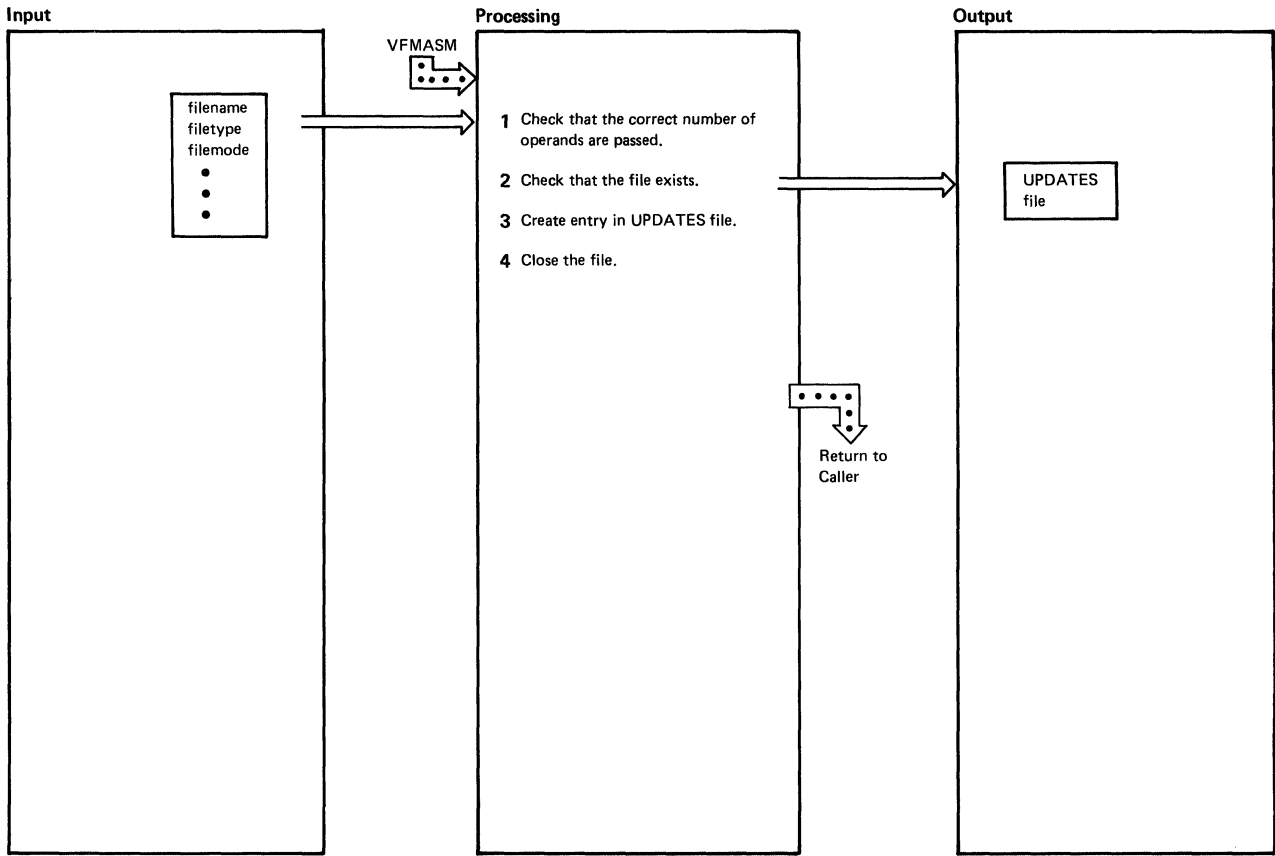 Input
Processing
Output
VFMASM
filename
filetype
filemode
1 Check that the correct number of
operands are passed.
2 Check that the file exists.
3 Create entry in UPDATES file.
4 Close the file.
UPDATES
file
Return to
Caller